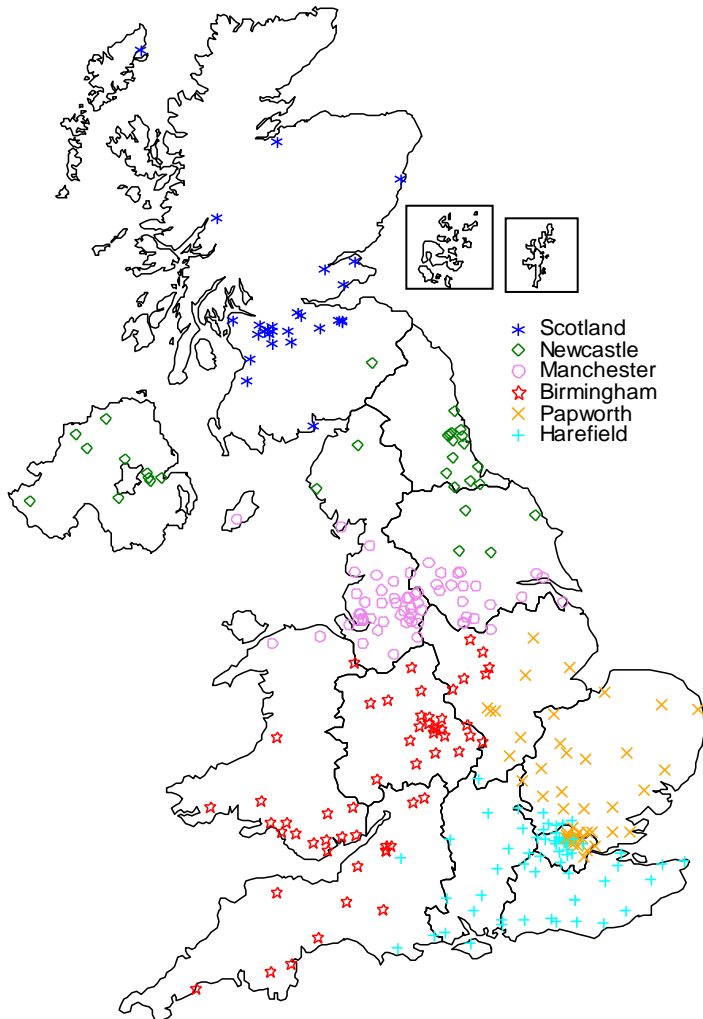 Scotland
Newcastle
Manchester
Birmingham
Papworth
Harefield